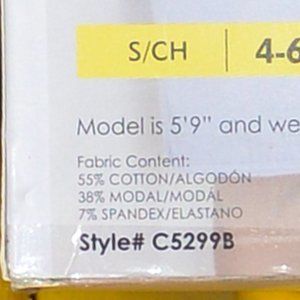 S/CH 4-6
Model is 5'9" and we
Fabric Content:
55% COTTON/ALGODÓN
38% MODAL/MODÁL
7% SPANDEX/ELASTANO
Style# C5299B